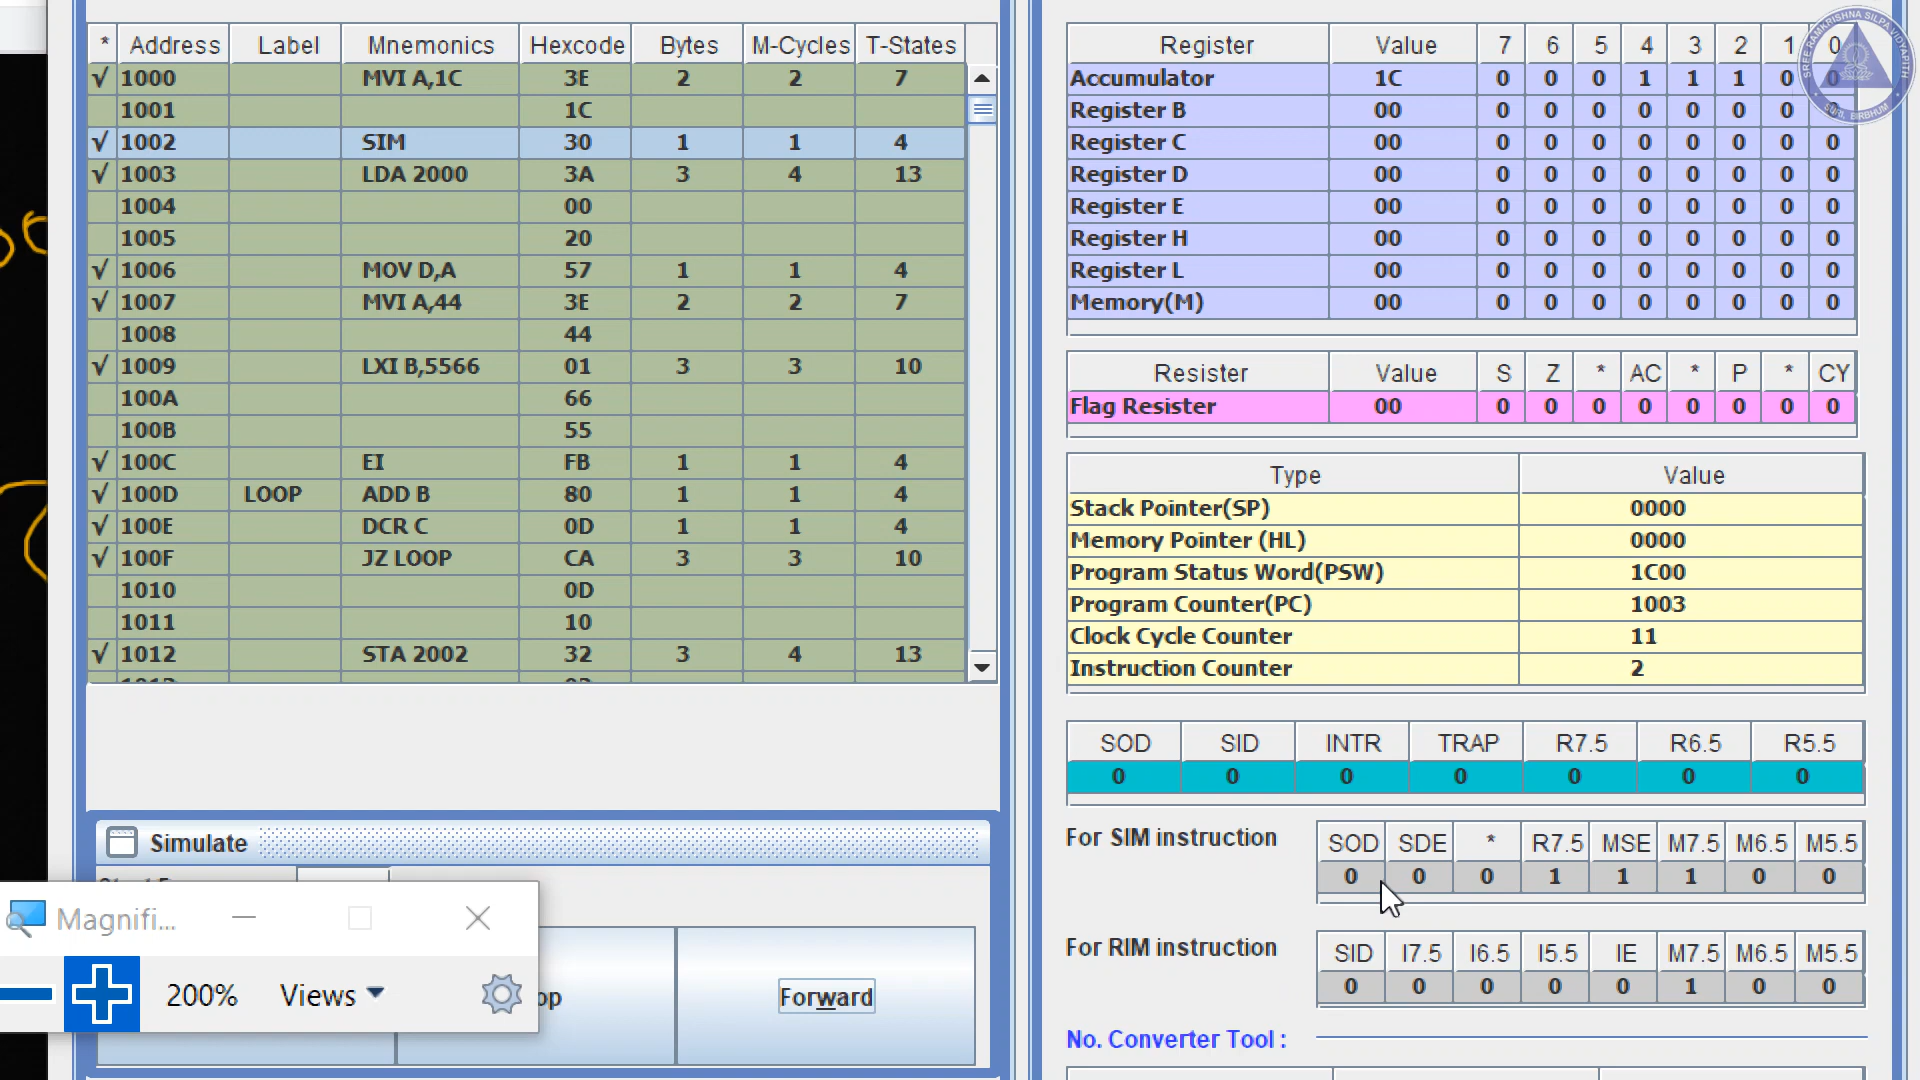 * Address Label Mnemonics Hexcode Bytes M-Cycles T-States
√ 1000 MVI A,1C 3E 2 2 7
1001 1C
√ 1002 SIM 30 1 1 4
√ 1003 LDA 2000 3A 3 4 13
1004 00
1005 20
√ 1006 MOV D,A 57 1 1 4
√ 1007 MVI A,44 3E 2 2 7
1008 44
√ 1009 LXI B,5566 01 3 3 10
100A 66
100B 55
√ 100C EI FB 1 1 4
√ 100D LOOP ADD B 80 1 1 4
√ 100E DCR C 0D 1 1 4
√ 100F JZ LOOP CA 3 3 10
1010 0D
1011 10
√ 1012 STA 2002 32 3 4 13
Simulate
Magnifi...
200% Views
op
Forward
Register Value 7 6 5 4 3 2 1 0
Accumulator 1C 0 0 0 1 1 1 0 0
Register B 00 0 0 0 0 0 0 0 0
Register C 00 0 0 0 0 0 0 0 0
Register D 00 0 0 0 0 0 0 0 0
Register E 00 0 0 0 0 0 0 0 0
Register H 00 0 0 0 0 0 0 0 0
Register L 00 0 0 0 0 0 0 0 0
Memory(M) 00 0 0 0 0 0 0 0 0
Resister Value S Z * AC * P * CY
Flag Resister 00 0 0 0 0 0 0 0 0
Type Value
Stack Pointer(SP) 0000
Memory Pointer (HL) 0000
Program Status Word(PSW) 1C00
Program Counter(PC) 1003
Clock Cycle Counter 11
Instruction Counter 2
SOD SID INTR TRAP R7.5 R6.5 R5.5
0 0 0 0 0 0 0
For SIM instruction
SOD SDE * R7.5 MSE M7.5 M6.5 M5.5
0 0 0 1 1 1 0 0
For RIM instruction
SID I7.5 I6.5 I5.5 IE M7.5 M6.5 M5.5
0 0 0 0 0 1 0 0
No. Converter Tool :
SREE RAMKRISHNA SILPA VIDYAPITH
SURI, BIRBHUM